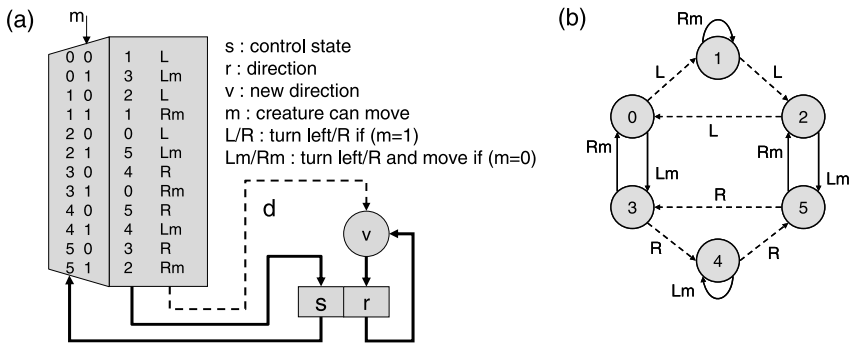 (a)
m
0 0 1 L
0 1 3 Lm
1 0 2 L
1 1 1 Rm
2 0 0 L
2 1 5 Lm
3 0 4 R
3 1 0 Rm
4 0 5 R
4 1 4 Lm
5 0 3 R
5 1 2 Rm
s : control state
r : direction
v : new direction
m : creature can move
L/R : turn left/R if (m=1)
Lm/Rm : turn left/R and move if (m=0)
d
v
s r
(b)
Rm
1
L L
0 2
L
Rm Lm Rm Lm
3 5
R
R R
4
Lm